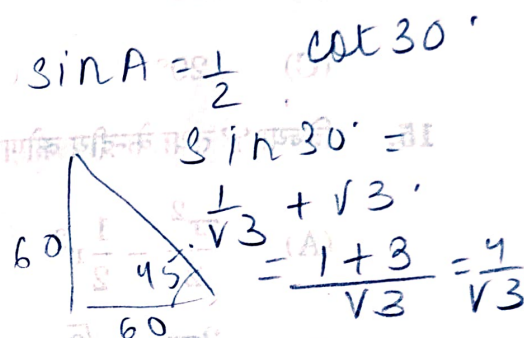 sin A = 1/2 cot 30°
sin 30° =
1/√3 + √3
= (1 + 3)/√3 = 4/√3
60
45
60